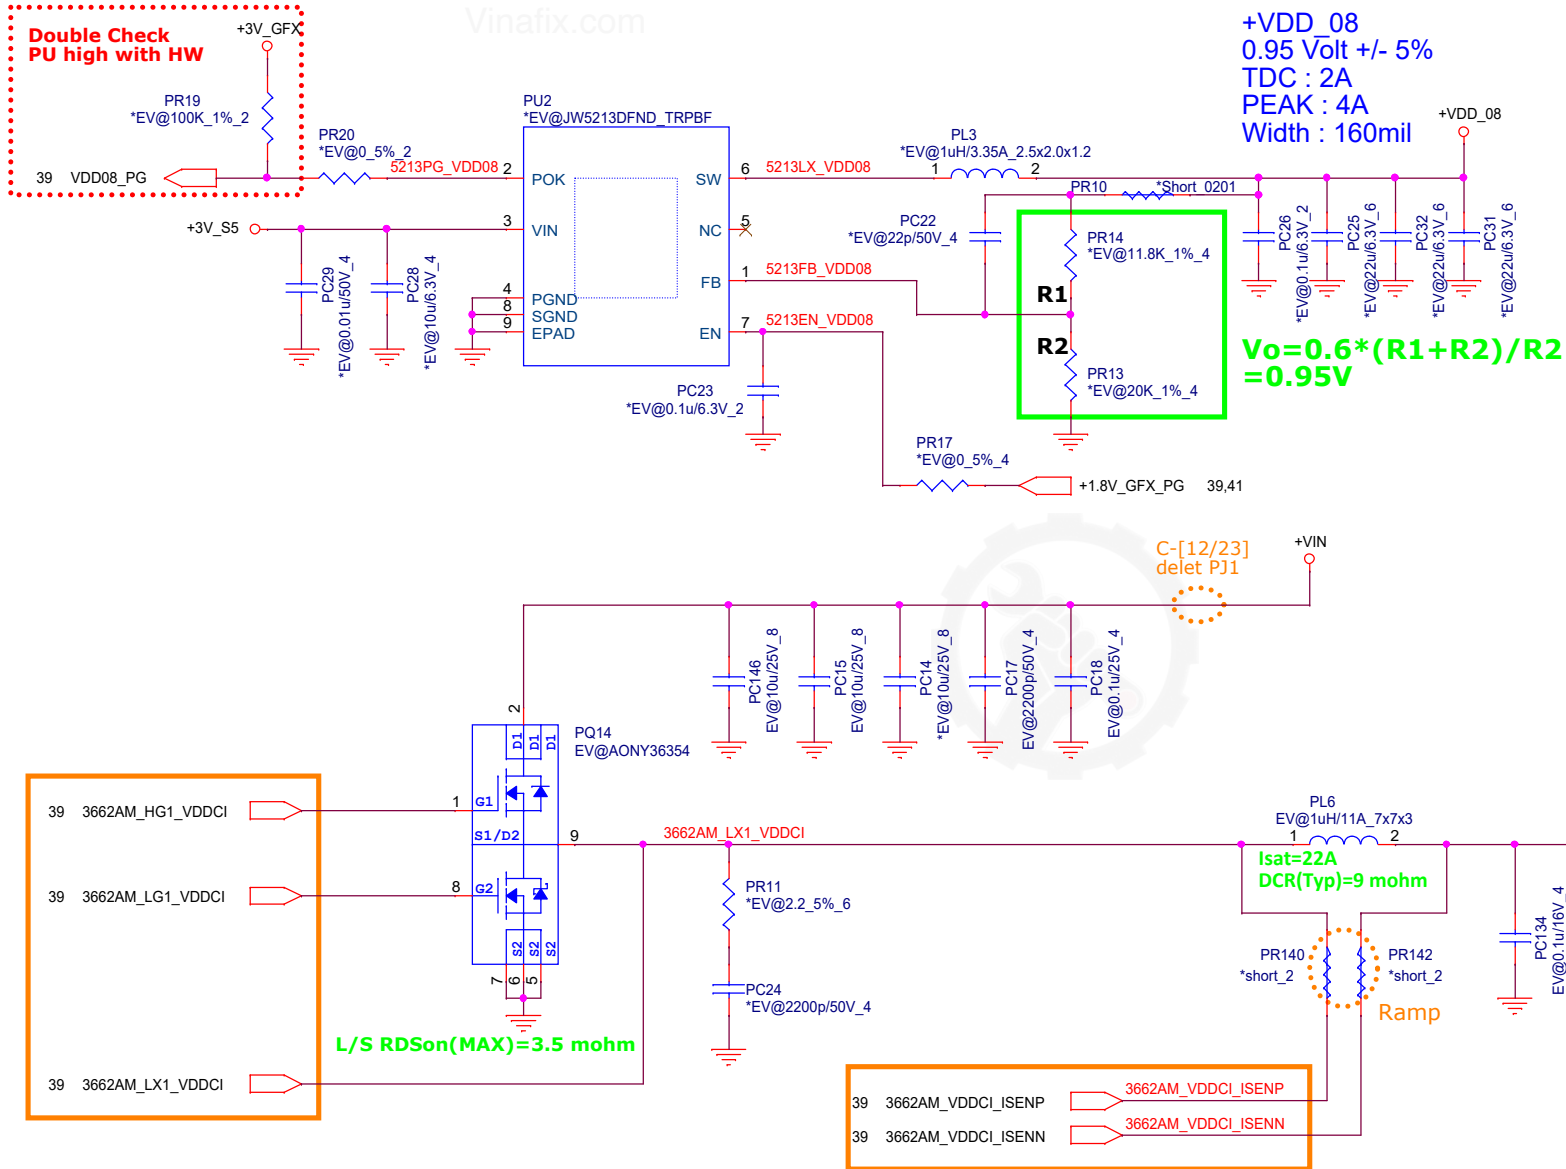 Vinafix.com
Double Check
PU high with HW
+3V_GFX
PR19
*EV@100K_1%_2
39 VDD08_PG
PR20
*EV@0_5%_2
5213PG_VDD08
PU2
*EV@JW5213DFND_TRPBF
2 POK
3 VIN
4 PGND
8 SGND
9 EPAD
SW 6
NC 5
FB 1
EN 7
+3V_S5
PC29
*EV@0.01u/50V_4
PC28
*EV@10u/6.3V_4
5213LX_VDD08
PL3
*EV@1uH/3.35A_2.5x2.0x1.2
1 2
PR10
*Short_0201
PC22
*EV@22p/50V_4
5213FB_VDD08
5213EN_VDD08
PR14
*EV@11.8K_1%_4
R1
R2
PR13
*EV@20K_1%_4
PC23
*EV@0.1u/6.3V_2
PR17
*EV@0_5%_4
+1.8V_GFX_PG 39,41
+VDD_08
0.95 Volt +/- 5%
TDC : 2A
PEAK : 4A
Width : 160mil
+VDD_08
PC26
*EV@0.1u/6.3V_2
PC25
*EV@22u/6.3V_6
PC32
*EV@22u/6.3V_6
PC31
*EV@22u/6.3V_6
Vo=0.6*(R1+R2)/R2
=0.95V
C-[12/23]
delet PJ1
+VIN
PC146
EV@10u/25V_8
PC15
EV@10u/25V_8
PC14
*EV@10u/25V_8
PC17
EV@2200p/50V_4
PC18
EV@0.1u/25V_4
2
D1 D1 D1
PQ14
EV@AONY36354
1 G1
S1/D2 9
8 G2
S2 S2 S2
7 6 5
39 3662AM_HG1_VDDCI
39 3662AM_LG1_VDDCI
39 3662AM_LX1_VDDCI
L/S RDSon(MAX)=3.5 mohm
3662AM_LX1_VDDCI
PR11
*EV@2.2_5%_6
PC24
*EV@2200p/50V_4
PL6
EV@1uH/11A_7x7x3
1 2
Isat=22A
DCR(Typ)=9 mohm
PR140
*short_2
PR142
*short_2
Ramp
PC134
EV@0.1u/16V_4
39 3662AM_VDDCI_ISENP
3662AM_VDDCI_ISENP
39 3662AM_VDDCI_ISENN
3662AM_VDDCI_ISENN